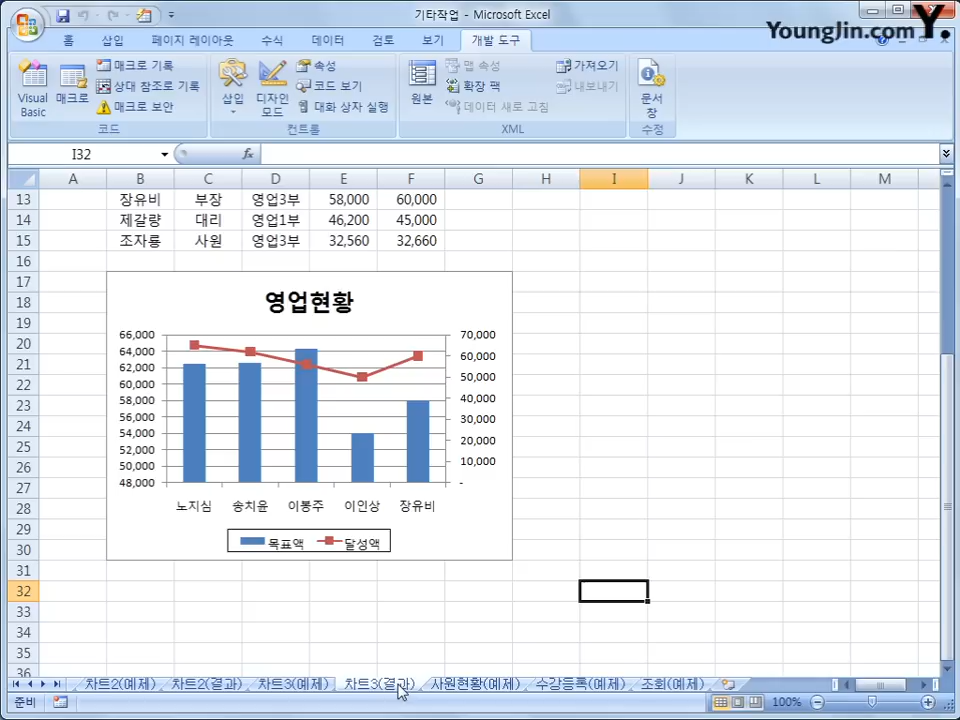 기타작업 - Microsoft Excel
YoungJin.com Y.
홈 삽입 페이지 레이아웃 수식 데이터 검토 보기 개발 도구
Visual Basic
매크로
매크로 기록
상대 참조로 기록
매크로 보안
코드
삽입
디자인 모드
속성
코드 보기
대화 상자 실행
컨트롤
원본
맵 속성
확장 팩
데이터 새로 고침
가져오기
내보내기
XML
문서 창
수정
I32
fx
A B C D E F G H I J K L M
13 장유비 부장 영업3부 58,000 60,000
14 제갈량 대리 영업1부 46,200 45,000
15 조자룡 사원 영업3부 32,560 32,660
16
17
18
19
20
21
22
23
24
25
26
27
28
29
30
31
32
33
34
35
36
영업현황
66,000
64,000
62,000
60,000
58,000
56,000
54,000
52,000
50,000
48,000
70,000
60,000
50,000
40,000
30,000
20,000
10,000
-
노지심 송치윤 이봉주 이인상 장유비
목표액 달성액
차트2(예제) 차트2(결과) 차트3(예제) 차트3(결과) 사원현황(예제) 수강등록(예제) 조회(예제)
준비
100%